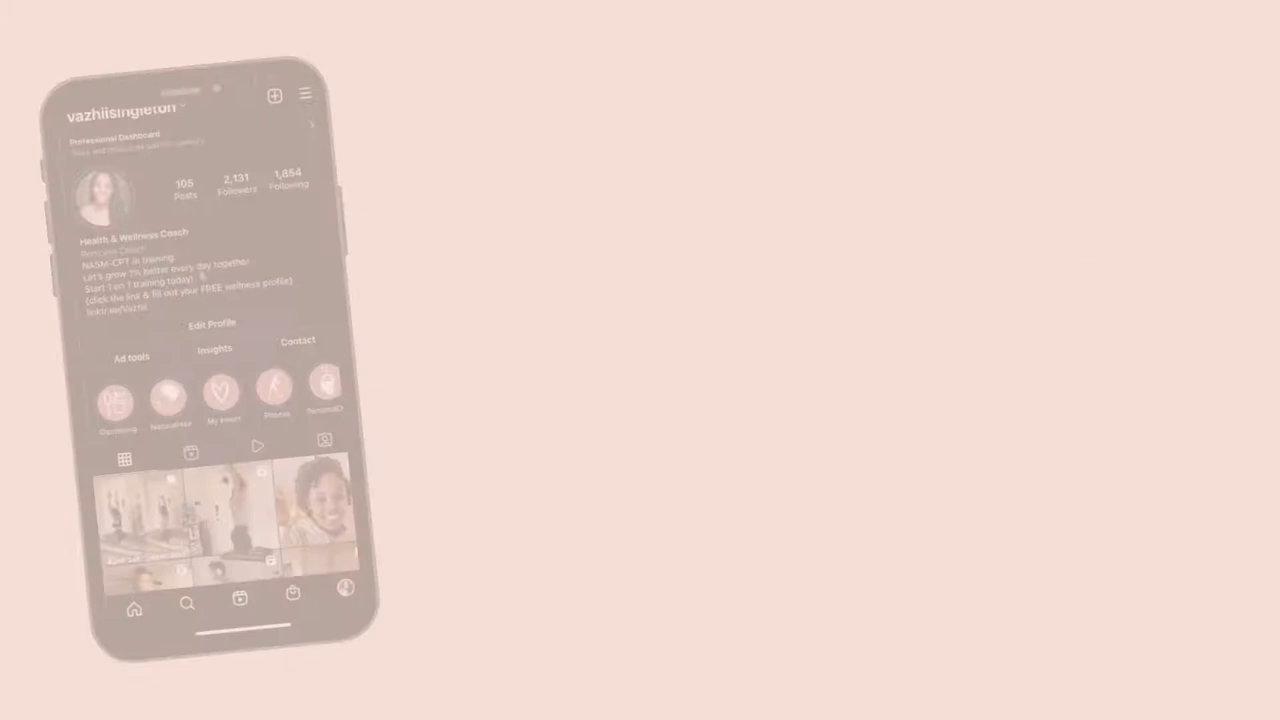 vazhiisingleton
Professional Dashboard
105 Posts
2,131 Followers
1,854 Following
Health & Wellness Coach
NASM-CPT in training
Let's grow 1% better every day together
Start 1 on 1 training today!
(click the link & fill out your FREE wellness profile)
Edit Profile
Ad tools Insights Contact
My Heart Fitness